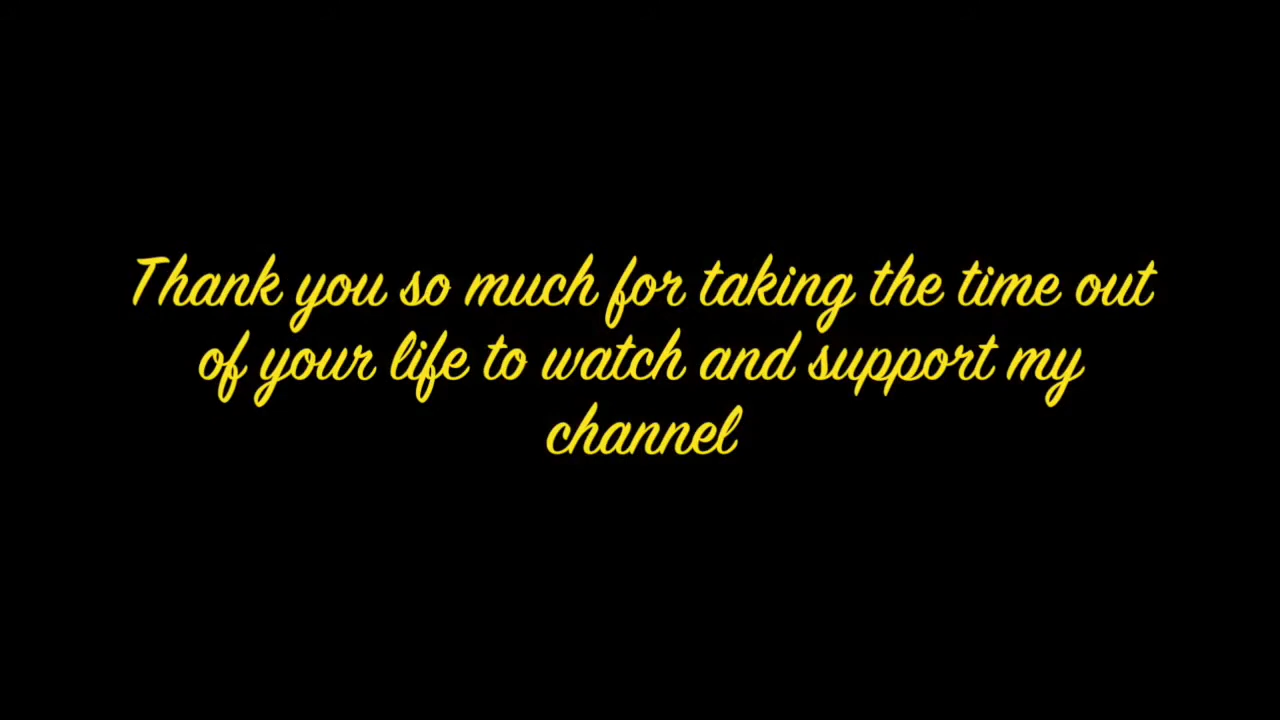 Thank you so much for taking the time out
of your life to watch and support my
channel